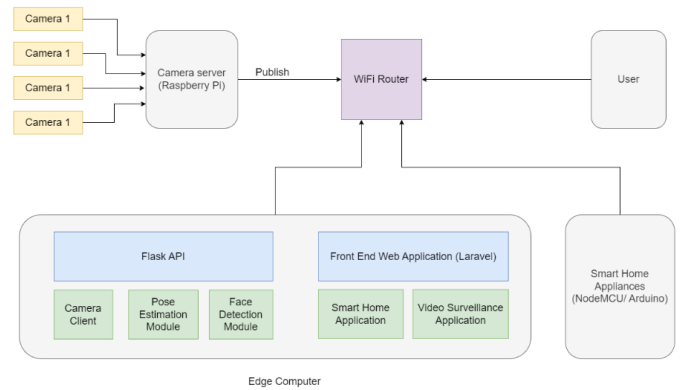 Camera 1
Camera 1
Camera 1
Camera 1
Camera server
(Raspberry Pi)
Publish
WiFi Router
User
Flask API
Front End Web Application (Laravel)
Camera
Client
Pose
Estimation
Module
Face
Detection
Module
Smart Home
Application
Video Surveillance
Application
Smart Home
Appliances
(NodeMCU/ Arduino)
Edge Computer